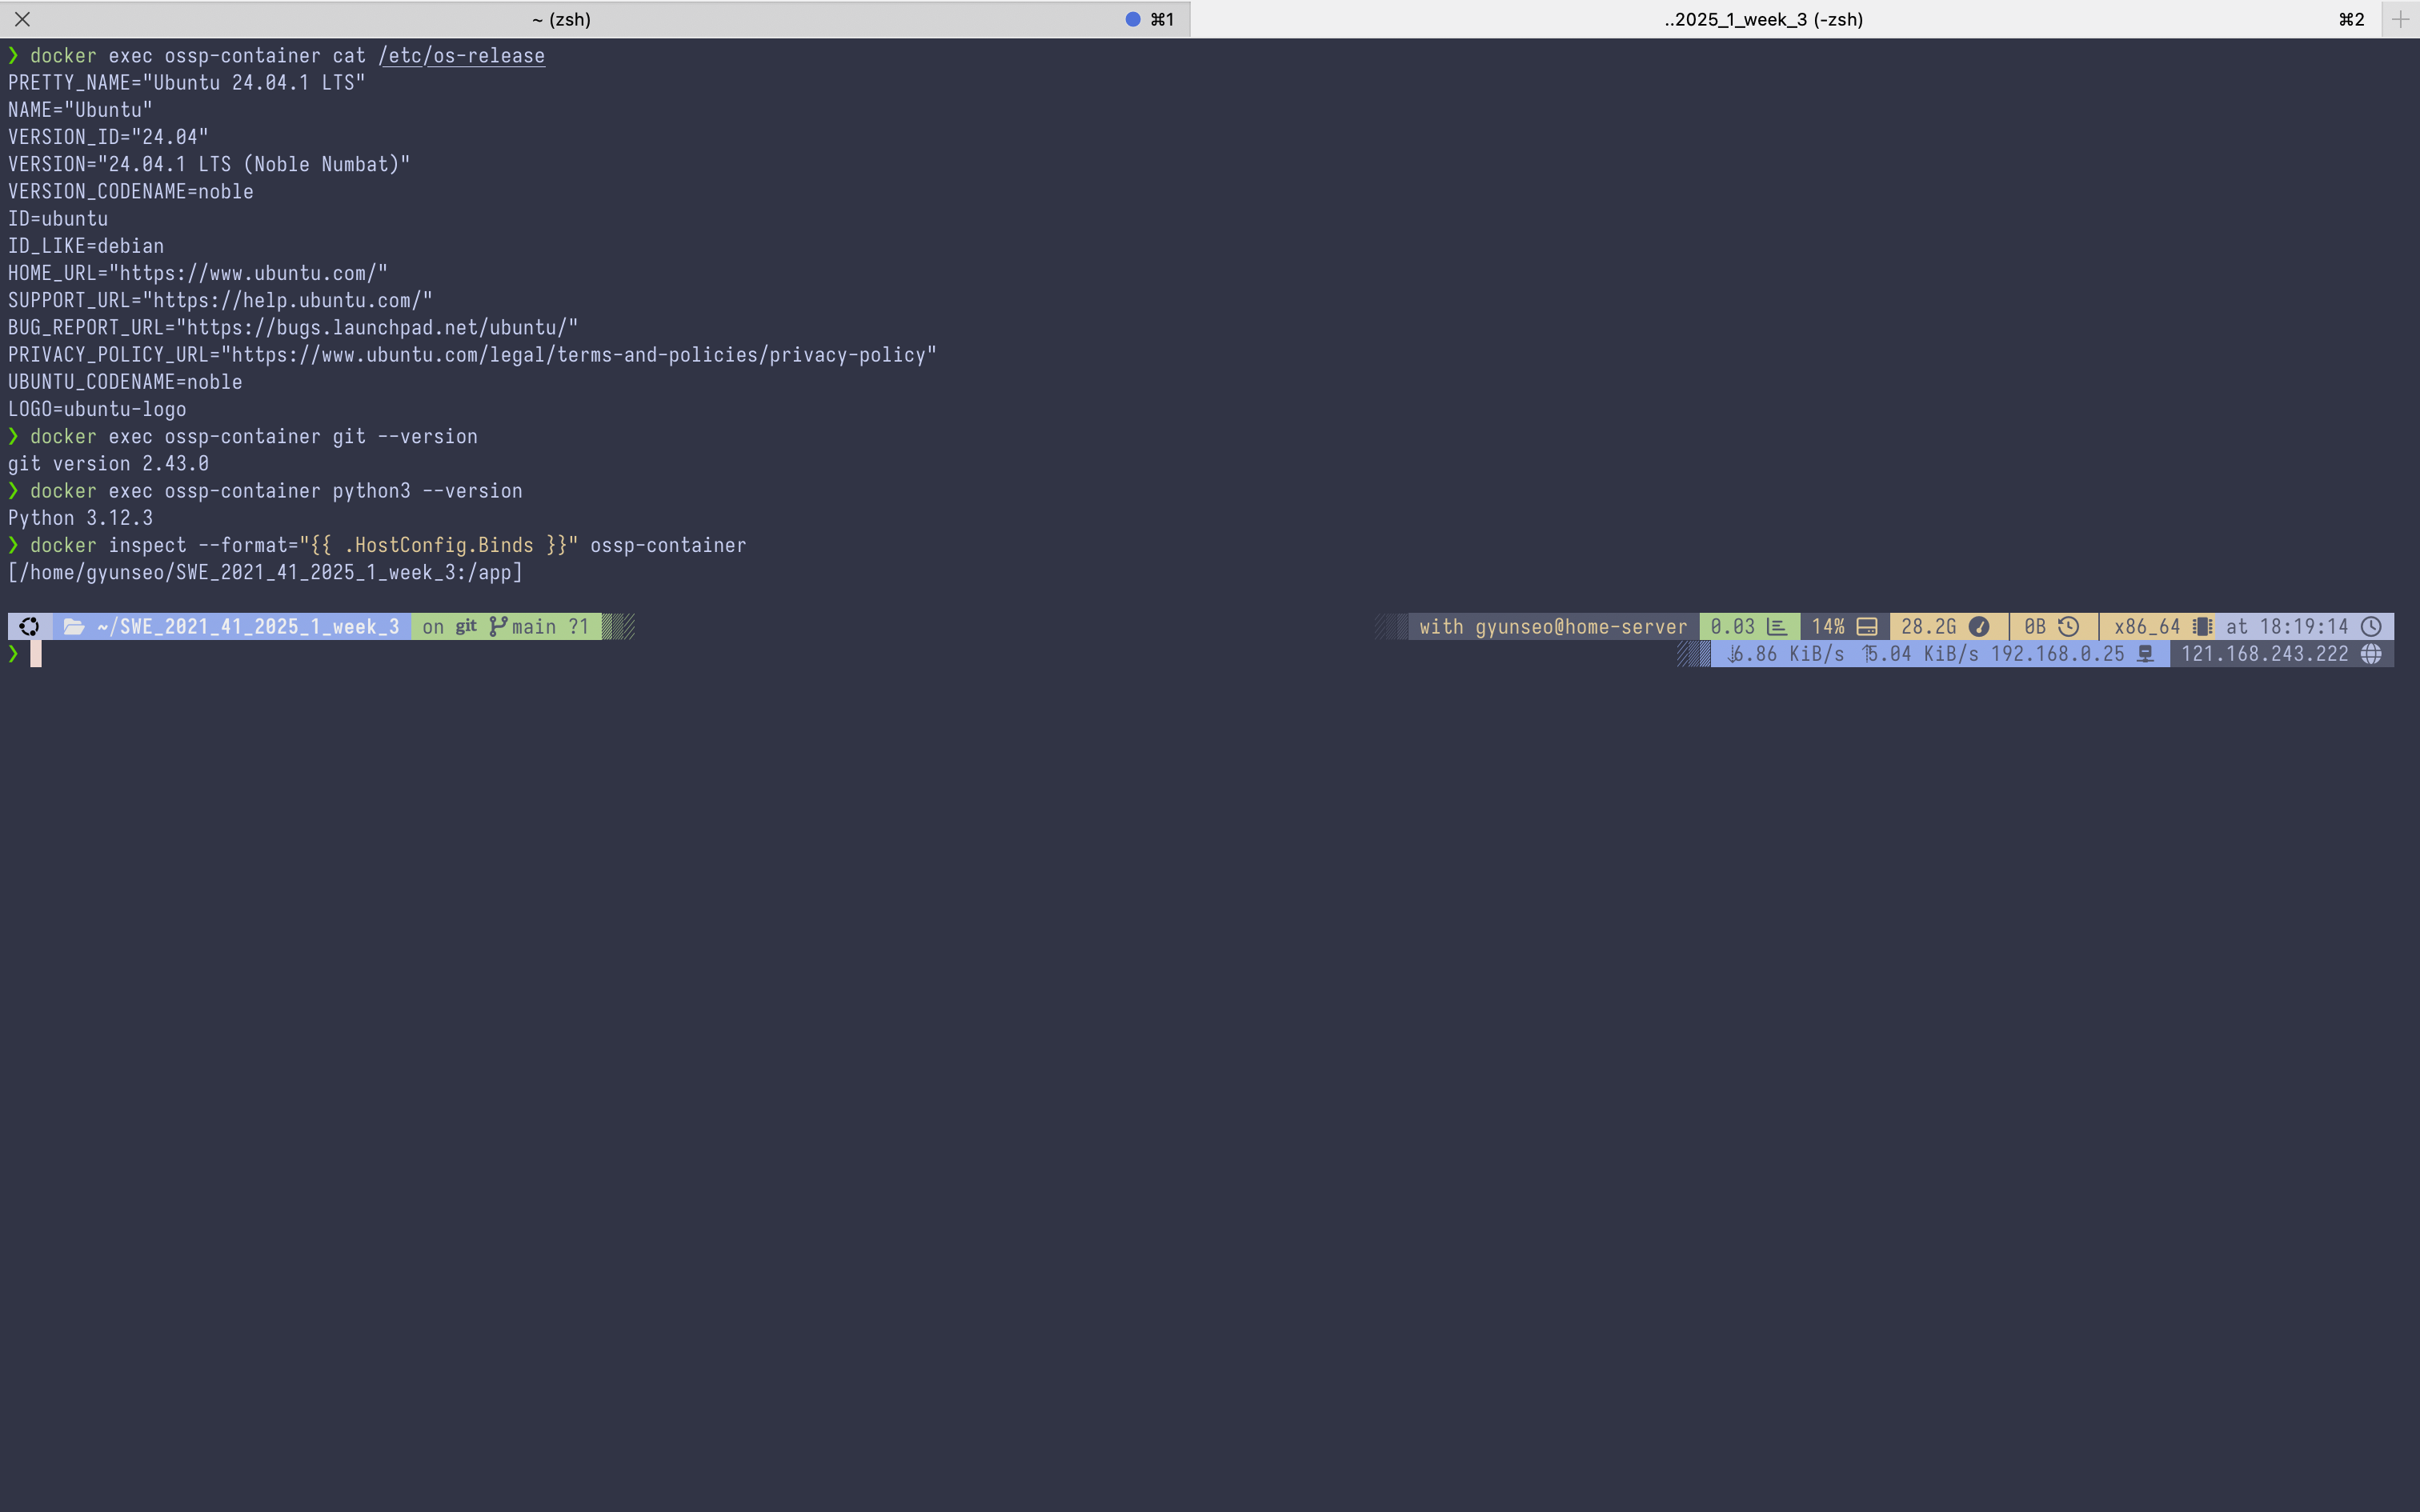 ~ (zsh) ⌘1 ..2025_1_week_3 (-zsh) ⌘2
❯ docker exec ossp-container cat /etc/os-release
PRETTY_NAME="Ubuntu 24.04.1 LTS"
NAME="Ubuntu"
VERSION_ID="24.04"
VERSION="24.04.1 LTS (Noble Numbat)"
VERSION_CODENAME=noble
ID=ubuntu
ID_LIKE=debian
HOME_URL="https://www.ubuntu.com/"
SUPPORT_URL="https://help.ubuntu.com/"
BUG_REPORT_URL="https://bugs.launchpad.net/ubuntu/"
PRIVACY_POLICY_URL="https://www.ubuntu.com/legal/terms-and-policies/privacy-policy"
UBUNTU_CODENAME=noble
LOGO=ubuntu-logo
❯ docker exec ossp-container git --version
git version 2.43.0
❯ docker exec ossp-container python3 --version
Python 3.12.3
❯ docker inspect --format="{{ .HostConfig.Binds }}" ossp-container
[/home/gyunseo/SWE_2021_41_2025_1_week_3:/app]
~/SWE_2021_41_2025_1_week_3 on git main ?1 with gyunseo@home-server 0.03 14% 28.2G 0B x86_64 at 18:19:14
❯ ↓6.86 KiB/s ↑5.04 KiB/s 192.168.0.25 121.168.243.222